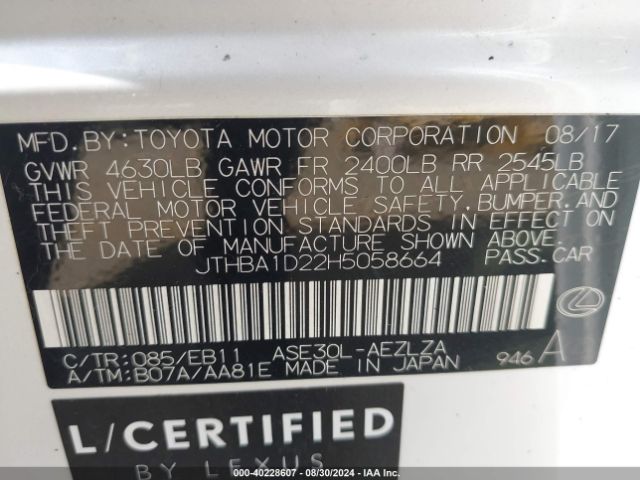 MFD.BY:TOYOTA MOTOR CORPORATION 08/17
GVWR 4630LB GAWR FR 2400LB RR 2545LB
THIS VEHICLE CONFORMS TO ALL APPLICABLE
FEDERAL MOTOR VEHICLE SAFETY,BUMPER,AND
THEFT PREVENTION STANDARDS IN EFFECT ON
THE DATE OF MANUFACTURE SHOWN ABOVE.
JTHBA1D22H5058664 PASS.CAR
C/TR:085/EB11 ASE30L-AEZLZA
A/TM:B07A/AA81E MADE IN JAPAN 946 A
L/CERTIFIED
BY LEXUS
000-40228607 - 08/30/2024 - IAA Inc.